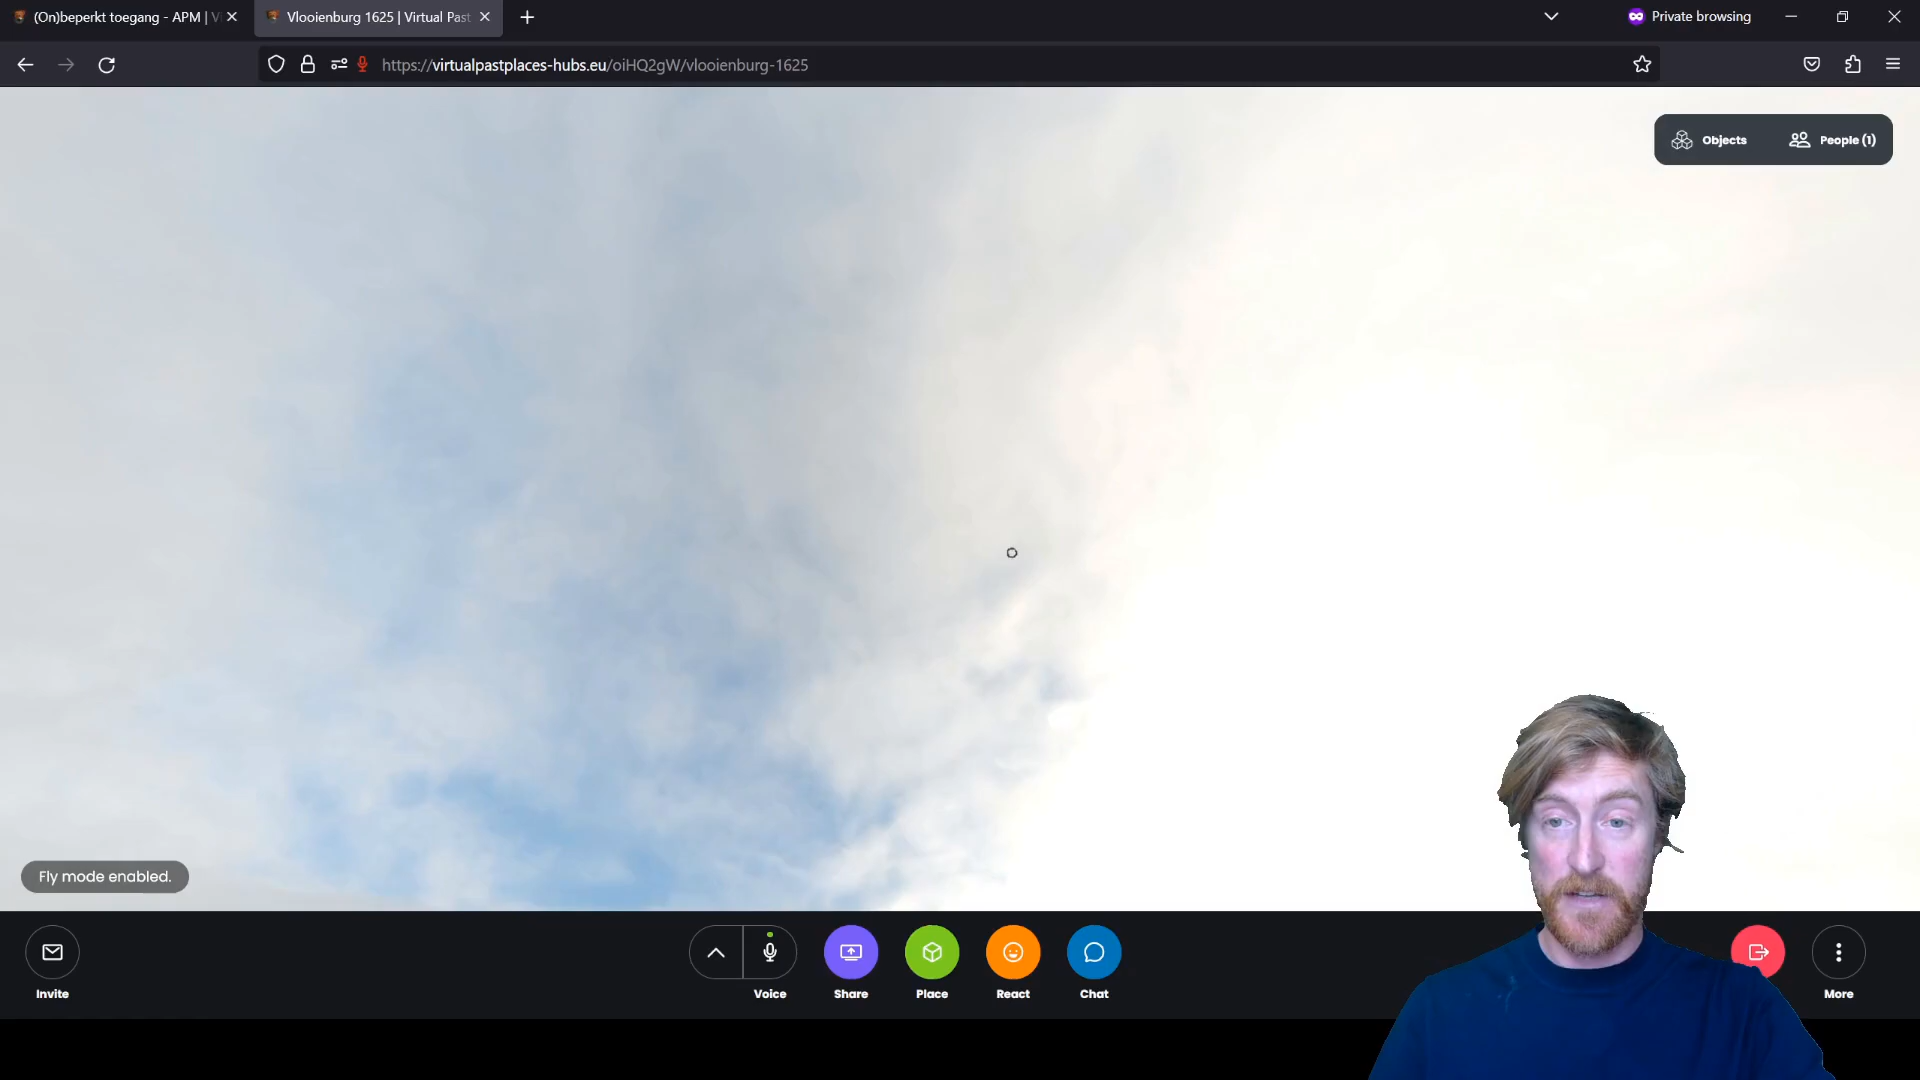 (On)beperkt toegang - APM | Vi
Vlooienburg 1625 | Virtual Past
Private browsing
https://virtualpastplaces-hubs.eu/oiHQ2gW/vlooienburg-1625
Objects
People (1)
Fly mode enabled.
Invite
Voice
Share
Place
React
Chat
More